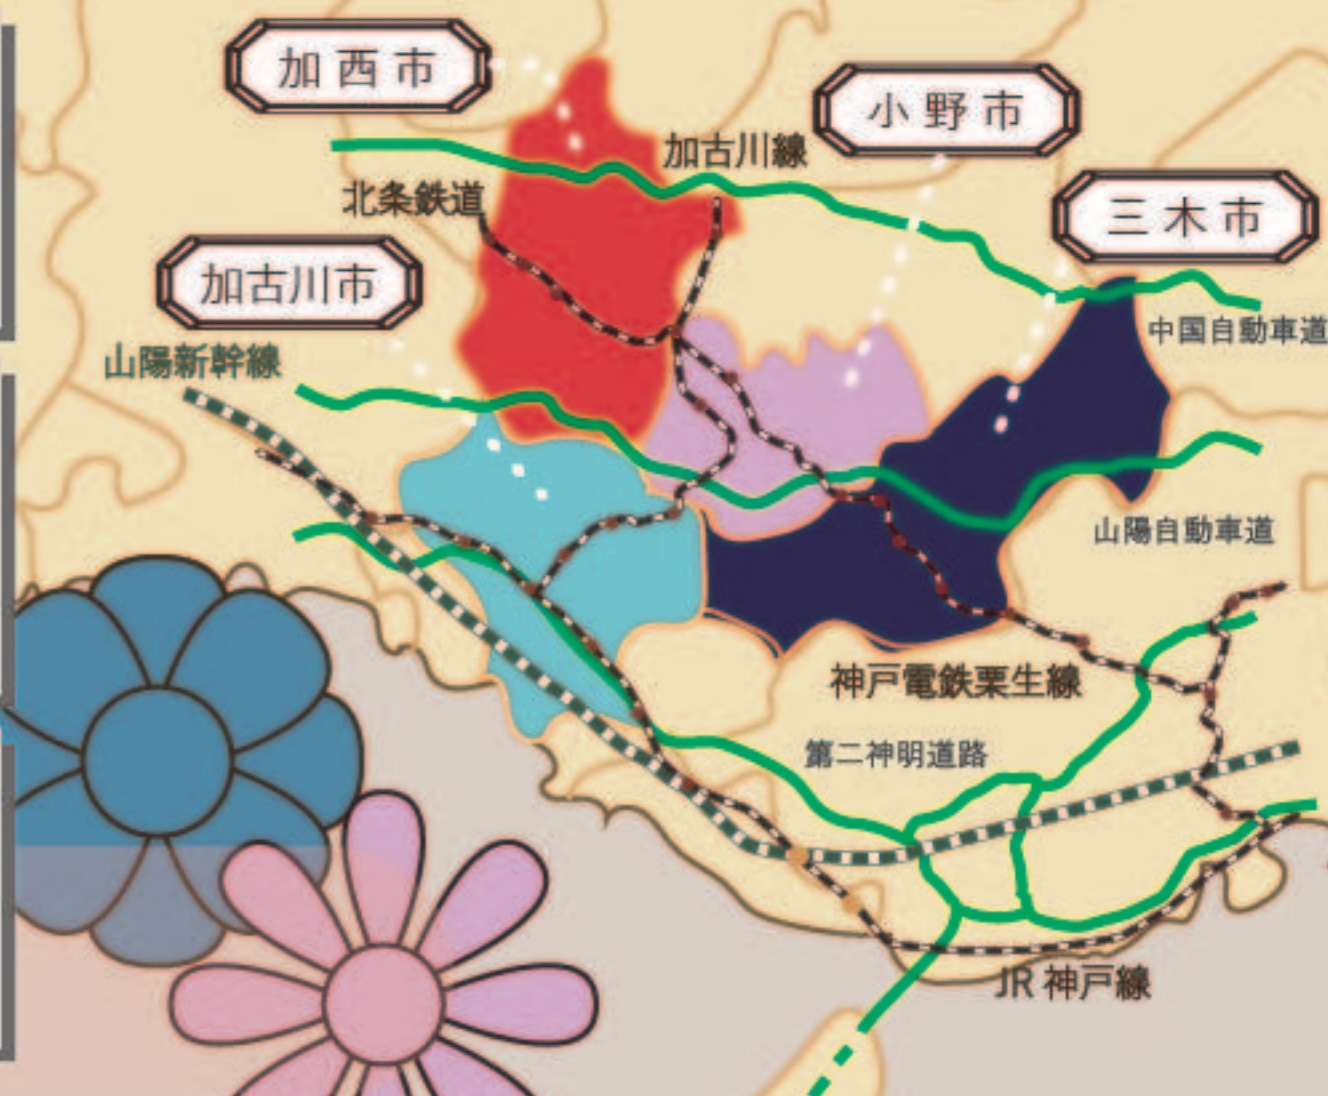 加西市
小野市
加古川線
北条鉄道
三木市
加古川市
中国自動車道
山陽新幹線
山陽自動車道
神戸電鉄粟生線
第二神明道路
JR 神戸線